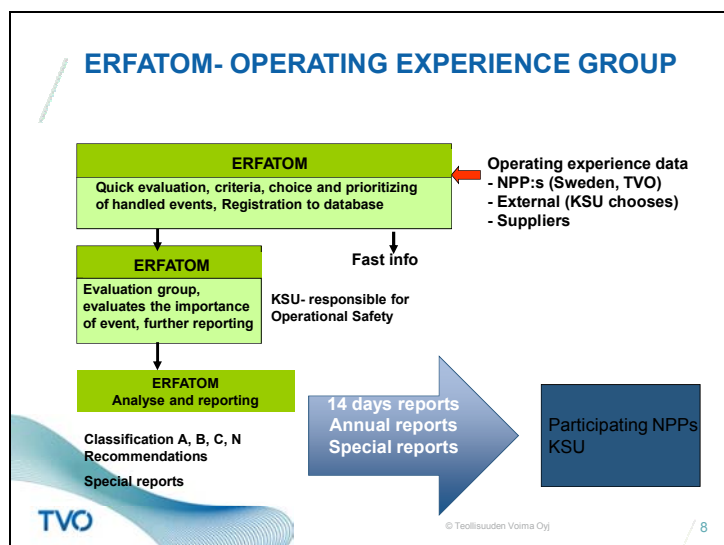 ERFATOM- OPERATING EXPERIENCE GROUP
ERFATOM
Quick evaluation, criteria, choice and prioritizing
of handled events, Registration to database
Operating experience data
- NPP:s (Sweden, TVO)
- External (KSU chooses)
- Suppliers
ERFATOM
Evaluation group,
evaluates the importance
of event, further reporting
Fast info
KSU- responsible for
Operational Safety
ERFATOM
Analyse and reporting
Classification A, B, C, N
Recommendations
Special reports
14 days reports
Annual reports
Special reports
Participating NPPs
KSU
TVO
© Teollisuuden Voima Oyj
8